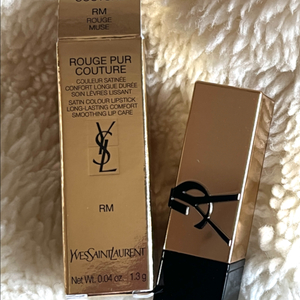 RM
ROUGE
MUSE
ROUGE PUR
COUTURE
COULEUR SATINÉE
CONFORT LONGUE DURÉE
SOIN LÈVRES LISSANT
SATIN COLOUR LIPSTICK
LONG-LASTING COMFORT
SMOOTHING LIP CARE
YSL
RM
YVESSAINTLAURENT
Net Wt. 0.04 oz. 1.3 g
YSL